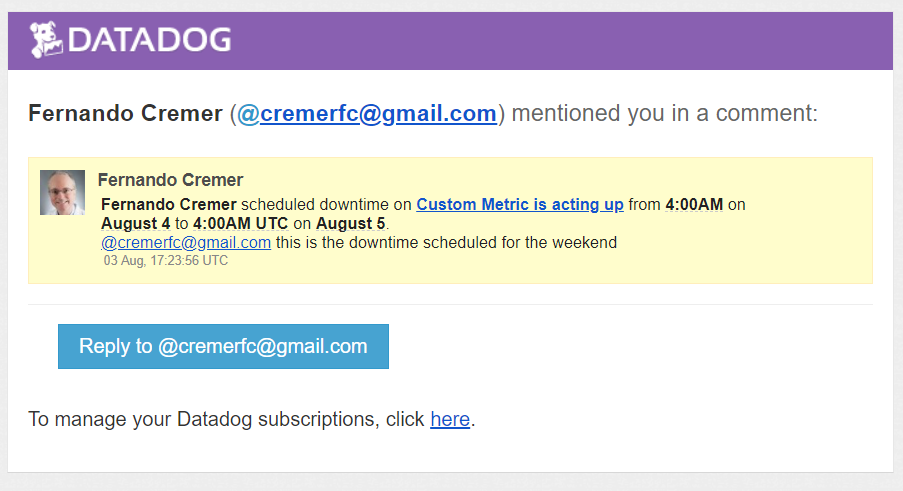 DATADOG
Fernando Cremer (@cremerfc@gmail.com) mentioned you in a comment:
Fernando Cremer
Fernando Cremer scheduled downtime on Custom Metric is acting up from 4:00AM on
August 4 to 4:00AM UTC on August 5.
@cremerfc@gmail.com this is the downtime scheduled for the weekend
03 Aug, 17:23:56 UTC
Reply to @cremerfc@gmail.com
To manage your Datadog subscriptions, click here.